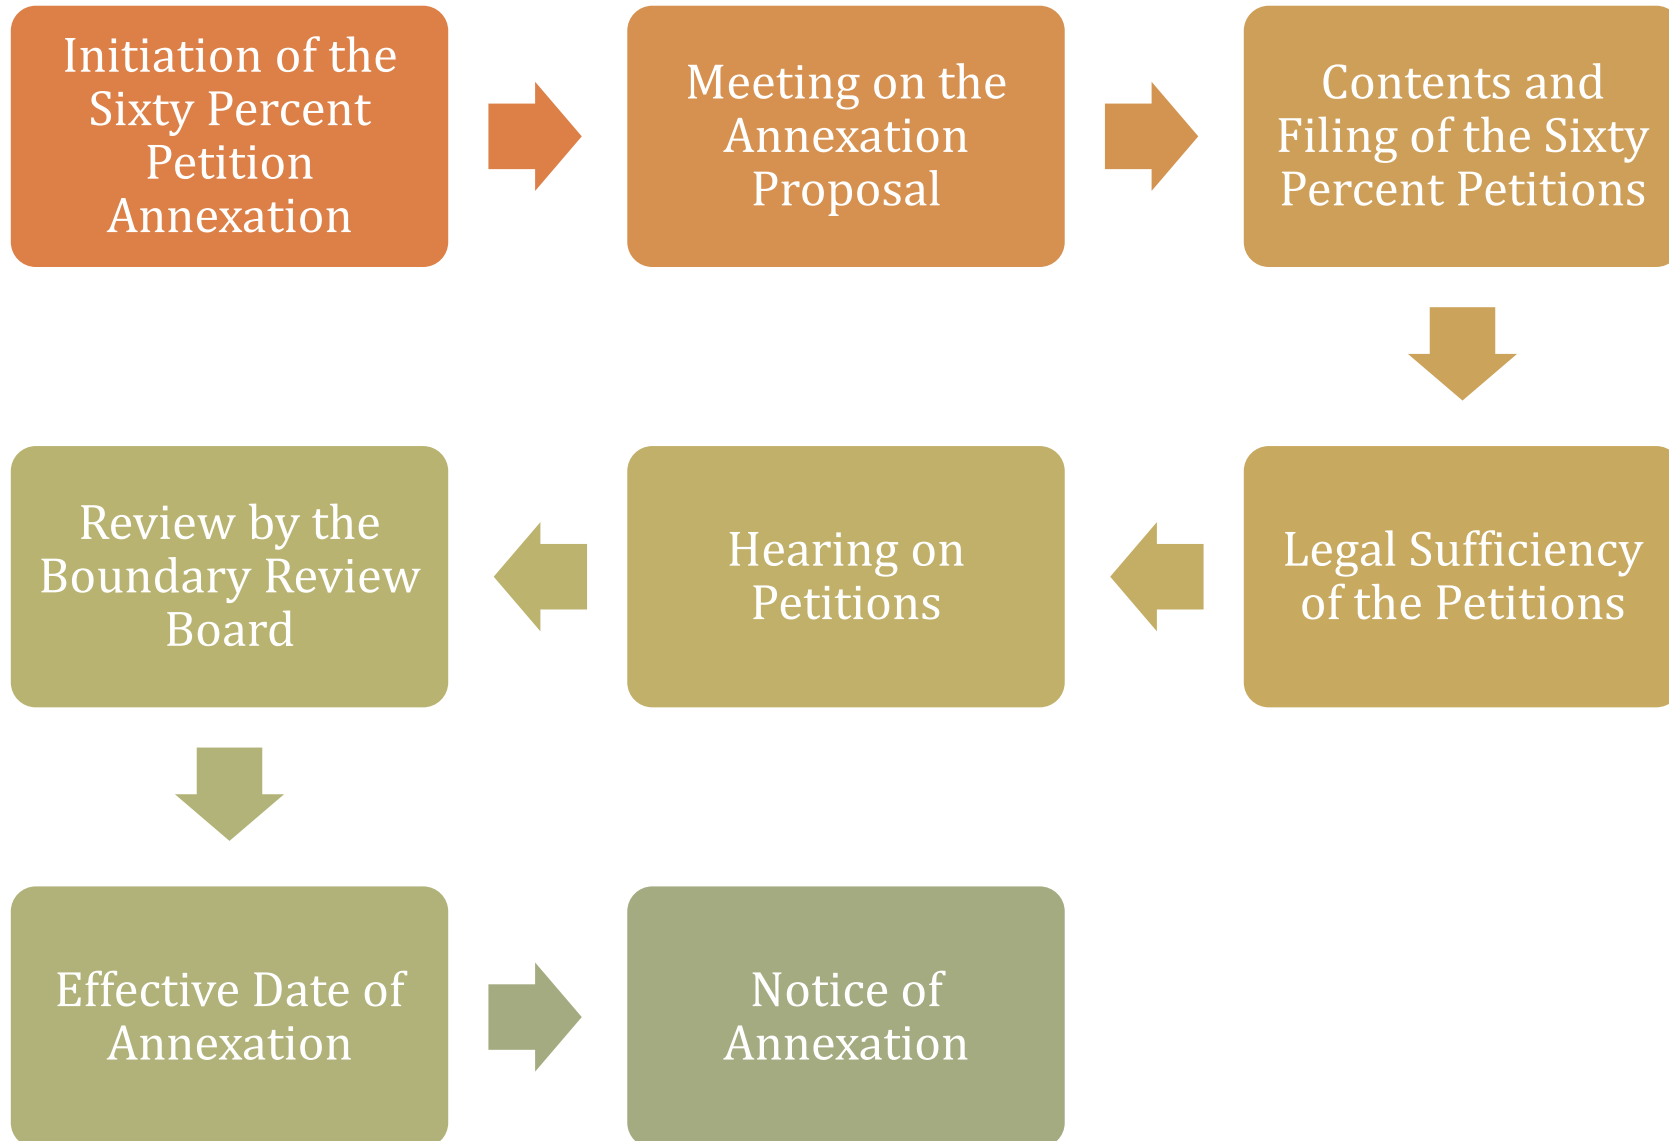 Initiation of the
Sixty Percent
Petition
Annexation
Meeting on the
Annexation
Proposal
Contents and
Filing of the Sixty
Percent Petitions
Legal Sufficiency
of the Petitions
Hearing on
Petitions
Review by the
Boundary Review
Board
Effective Date of
Annexation
Notice of
Annexation